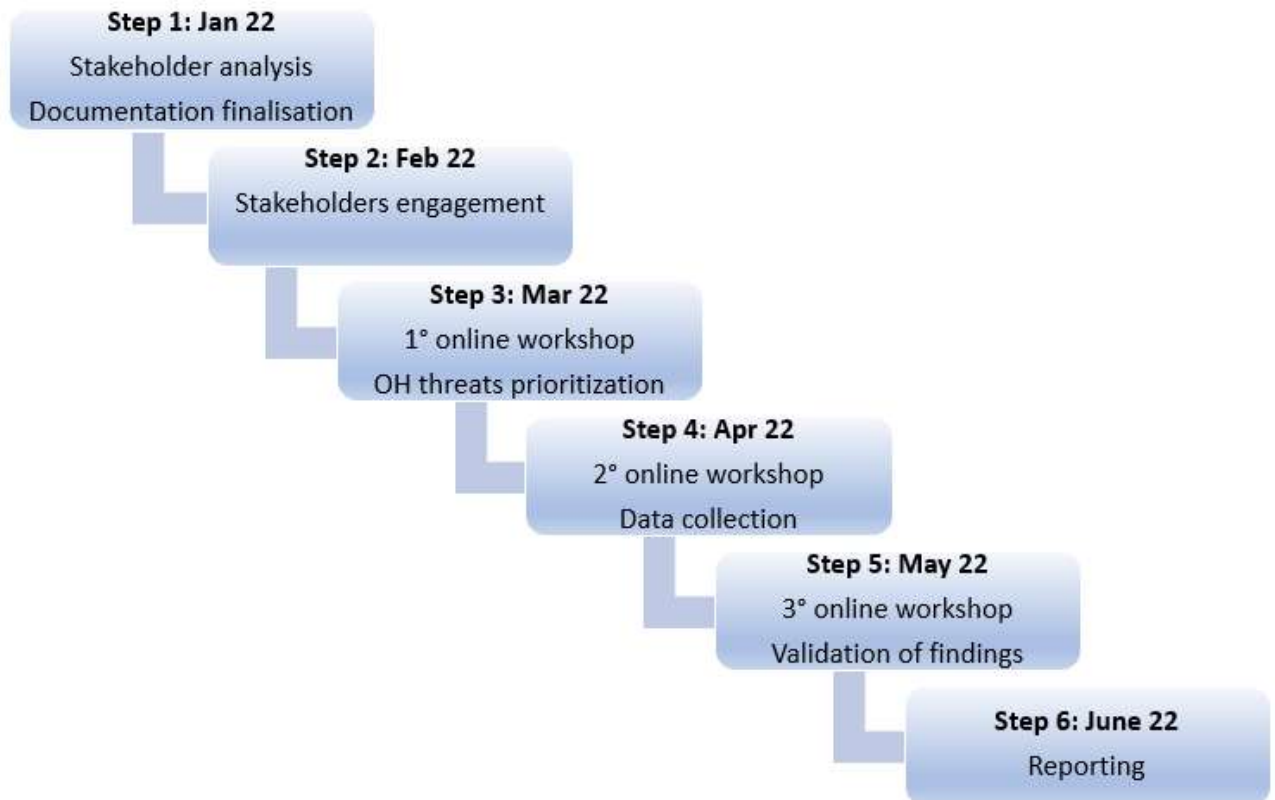 Step 1: Jan 22
Stakeholder analysis
Documentation finalisation
Step 2: Feb 22
Stakeholders engagement
Step 3: Mar 22
1° online workshop
OH threats prioritization
Step 4: Apr 22
2° online workshop
Data collection
Step 5: May 22
3° online workshop
Validation of findings
Step 6: June 22
Reporting